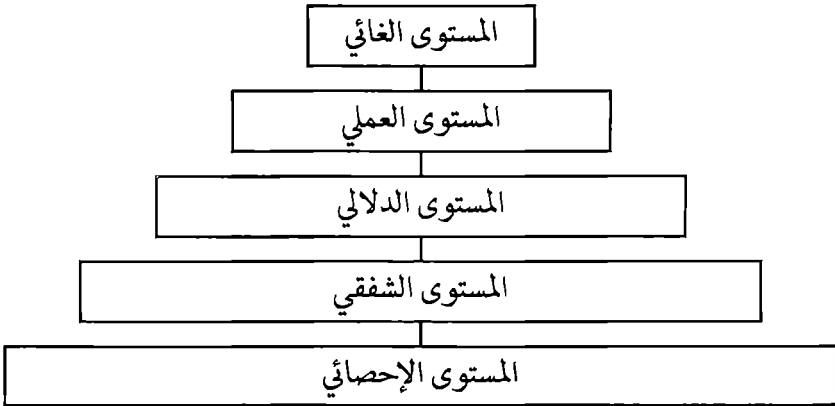 المستوى الغائي
المستوى العملي
المستوى الدلالي
المستوى الشفقي
المستوى الإحصائي